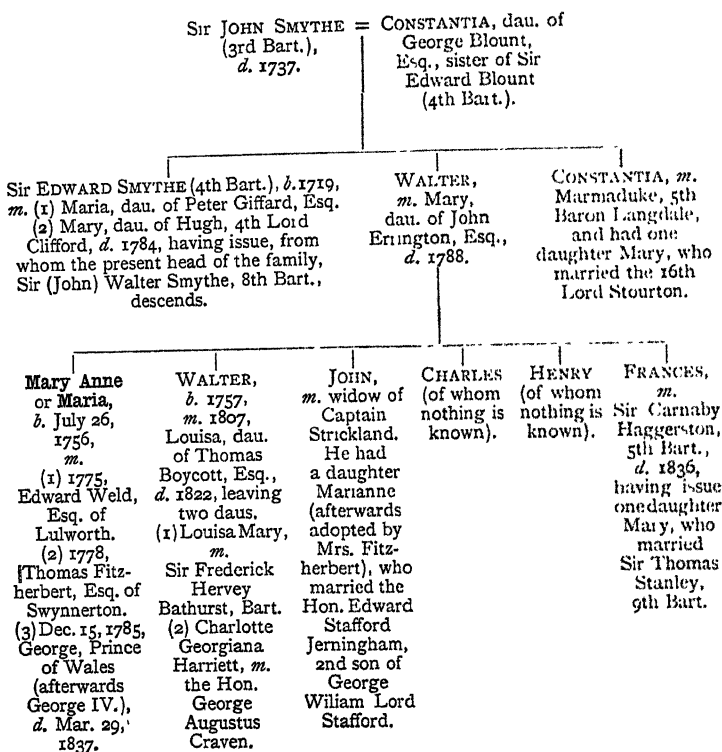 Sir JOHN SMYTHE = CONSTANTIA, dau. of
(3rd Bart.),
d. 1737.
George Blount,
Esq., sister of Sir
Edward Blount
(4th Bart.).
Sir EDWARD SMYTHE (4th Bart.), b. 1719,
m. (1) Maria, dau. of Peter Giffard, Esq.
(2) Mary, dau. of Hugh, 4th Lord
Clifford, d. 1784, having issue, from
whom the present head of the family,
Sir (John) Walter Smythe, 8th Bart.,
descends.
WALTER,
m. Mary,
dau. of John
Errington, Esq.,
d. 1788.
CONSTANTIA, m.
Marmaduke, 5th
Baron Langdale,
and had one
daughter Mary, who
married the 16th
Lord Stourton.
Mary Anne
or Maria,
b. July 26,
1756,
m.
(1) 1775,
Edward Weld,
Esq. of
Lulworth.
(2) 1778,
Thomas Fitz-
herbert, Esq. of
Swynnerton.
(3) Dec. 15, 1785,
George, Prince
of Wales
(afterwards
George IV.),
d. Mar. 29,
1837.
WALTER,
b. 1757,
m. 1807,
Louisa, dau.
of Thomas
Boycott, Esq.,
d. 1822, leaving
two daus.
(1) Louisa Mary,
m.
Sir Frederick
Hervey
Bathurst, Bart.
(2) Charlotte
Georgiana
Harriett, m.
the Hon.
George
Augustus
Craven.
JOHN,
m. widow of
Captain
Strickland.
He had
a daughter
Marianne
(afterwards
adopted by
Mrs. Fitz-
herbert), who
married the
Hon. Edward
Stafford
Jerningham,
2nd son of
George
Wiliam Lord
Stafford.
CHARLES
(of whom
nothing is
known).
HENRY
(of whom
nothing is
known).
FRANCES,
m.
Sir Carnaby
Haggerston,
5th Bart.,
d. 1836,
having issue
one daughter
Mary, who
married
Sir Thomas
Stanley,
9th Bart.